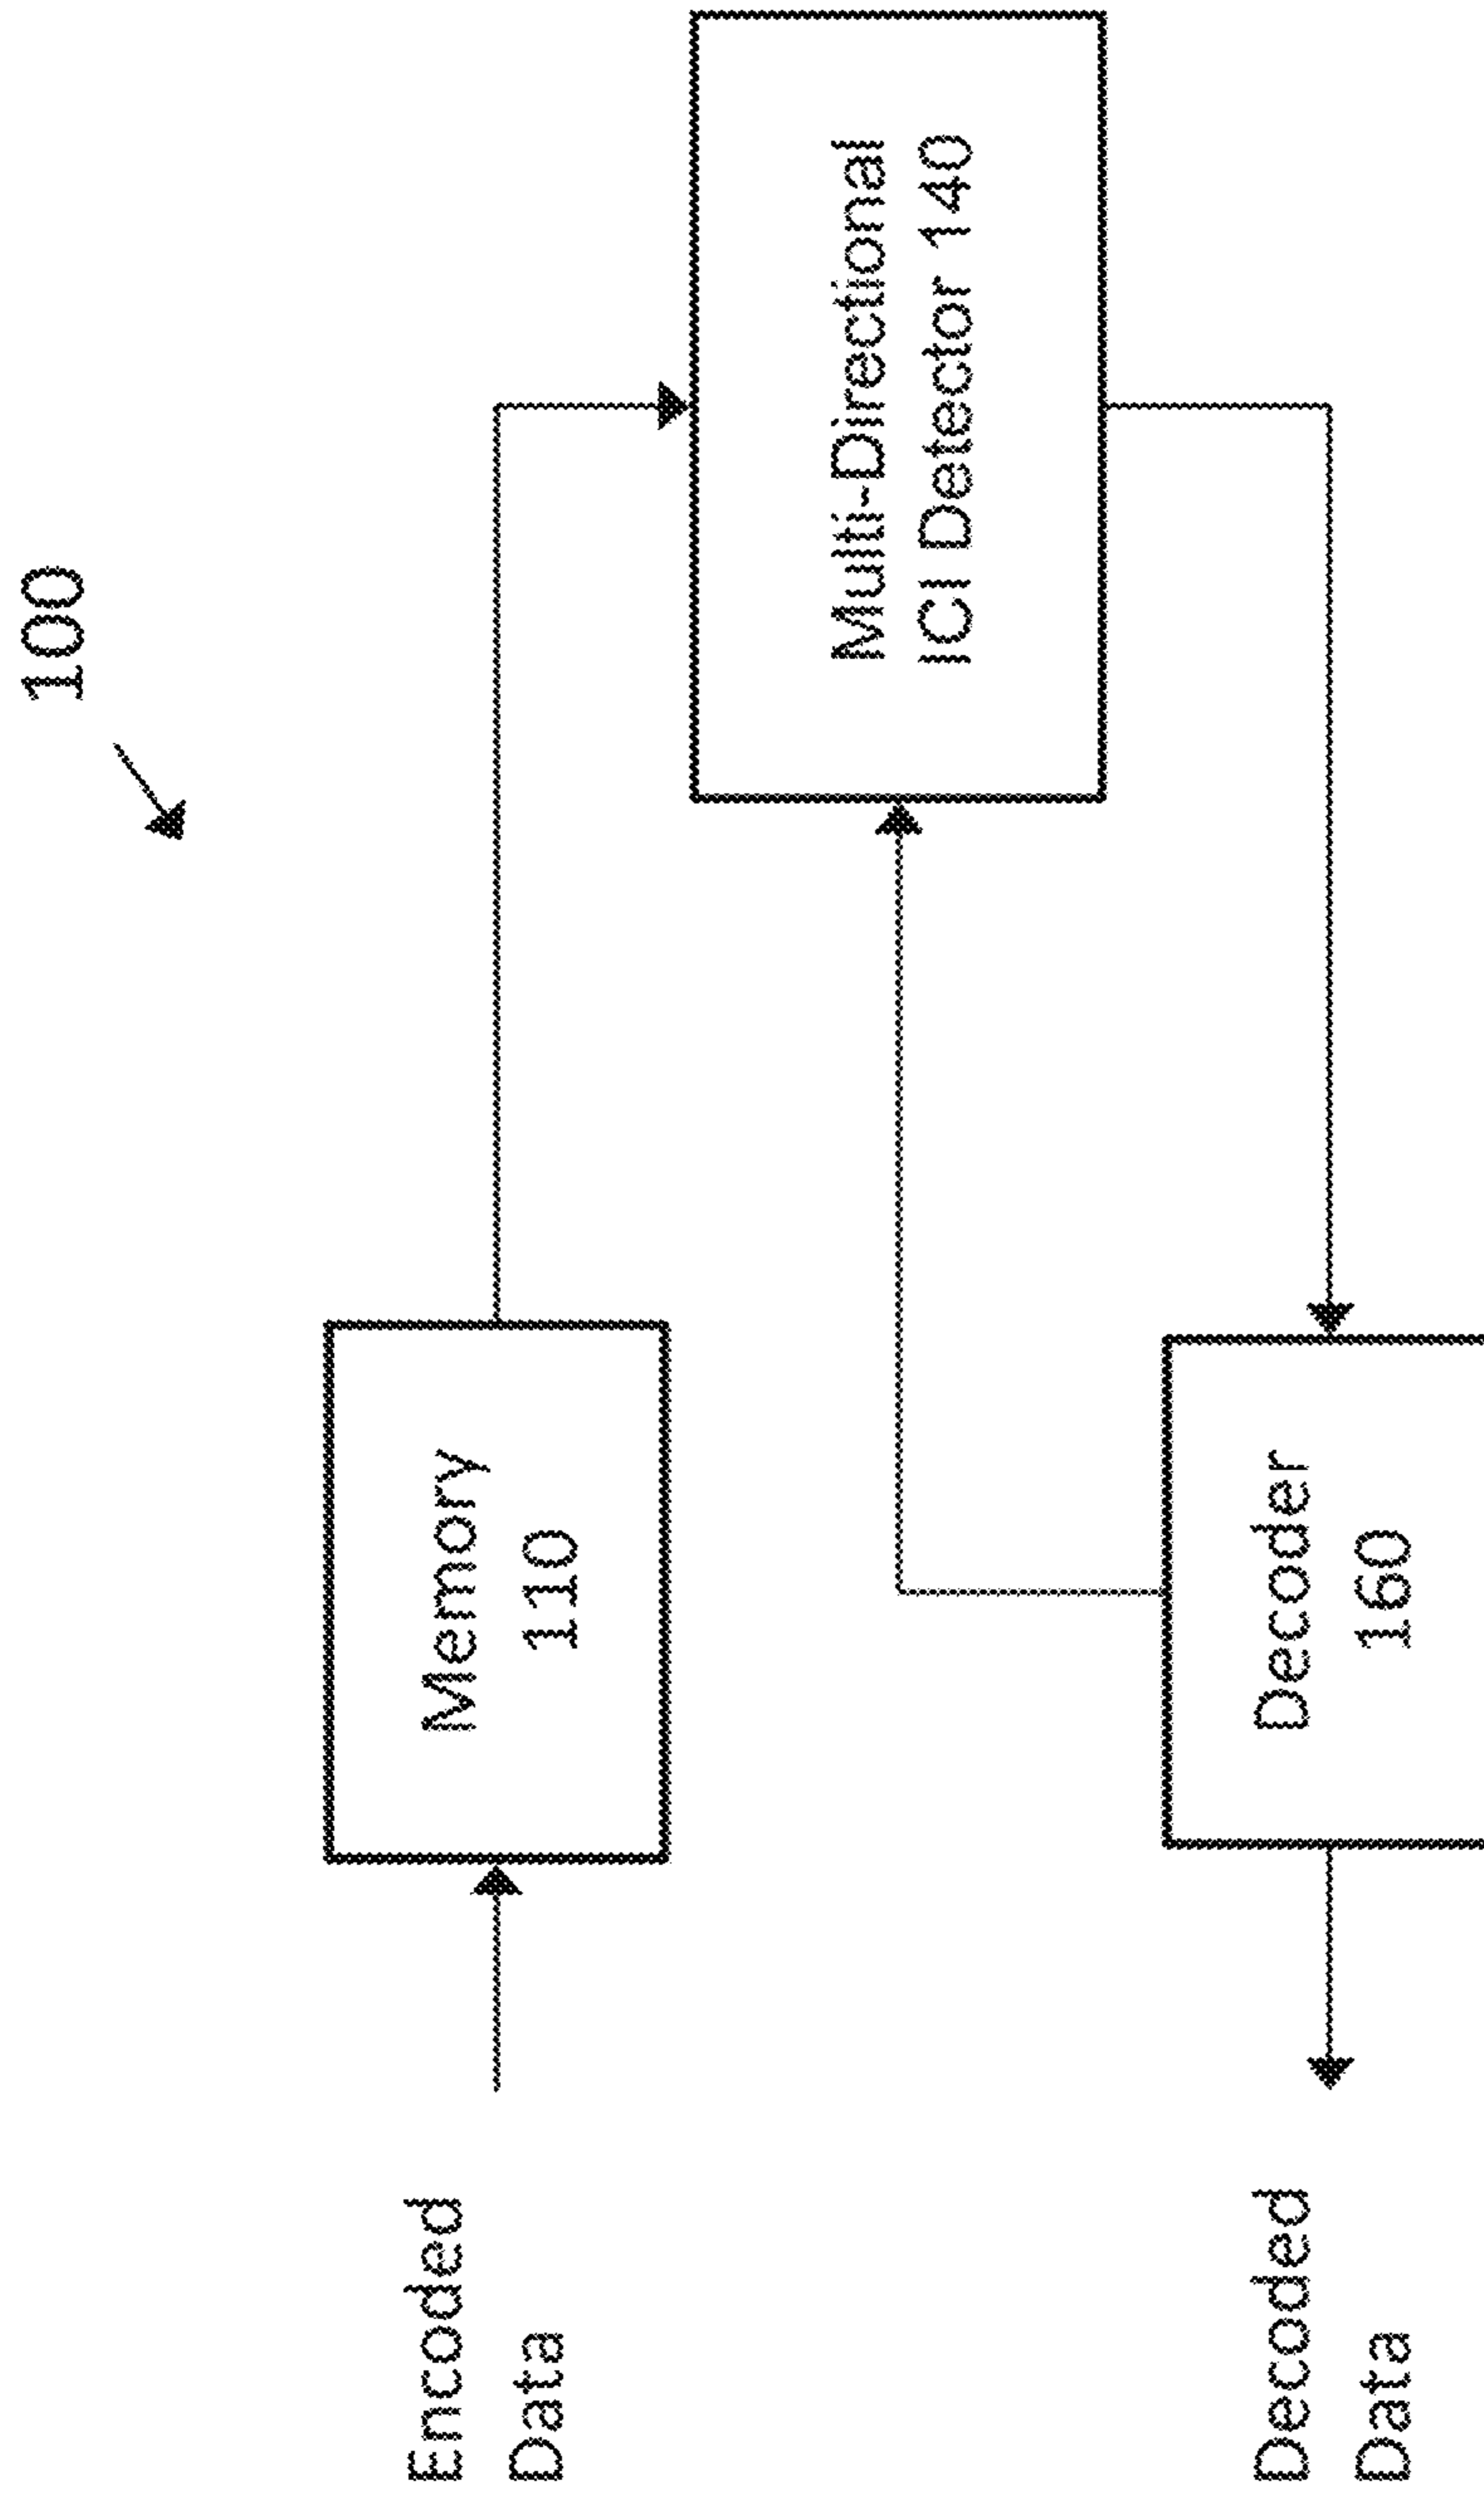 100
Encoded
Data
Memory
110
Multi-Directional
ICI Detector 140
Decoded
Data
Decoder
160